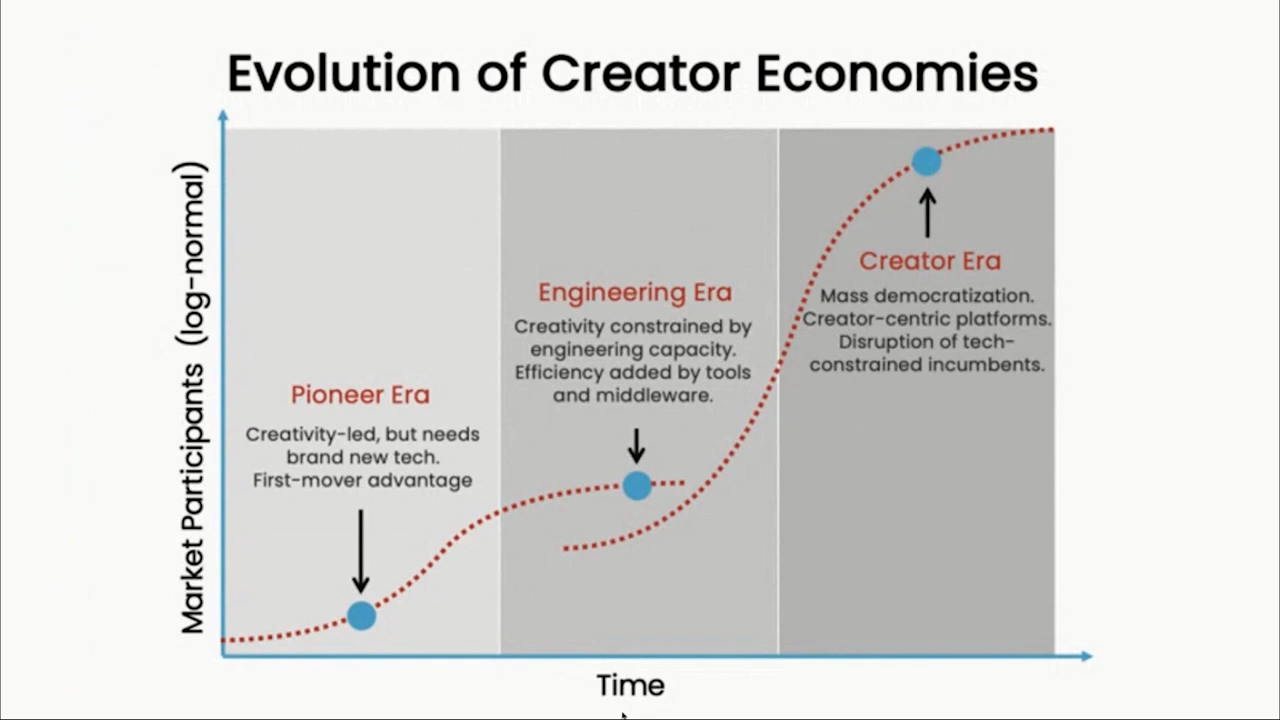 Evolution of Creator Economies
Market Participants (log-normal)
Pioneer Era
Creativity-led, but needs
brand new tech.
First-mover advantage
Engineering Era
Creativity constrained by
engineering capacity.
Efficiency added by tools
and middleware.
Creator Era
Mass democratization.
Creator-centric platforms.
Disruption of tech-
constrained incumbents.
Time